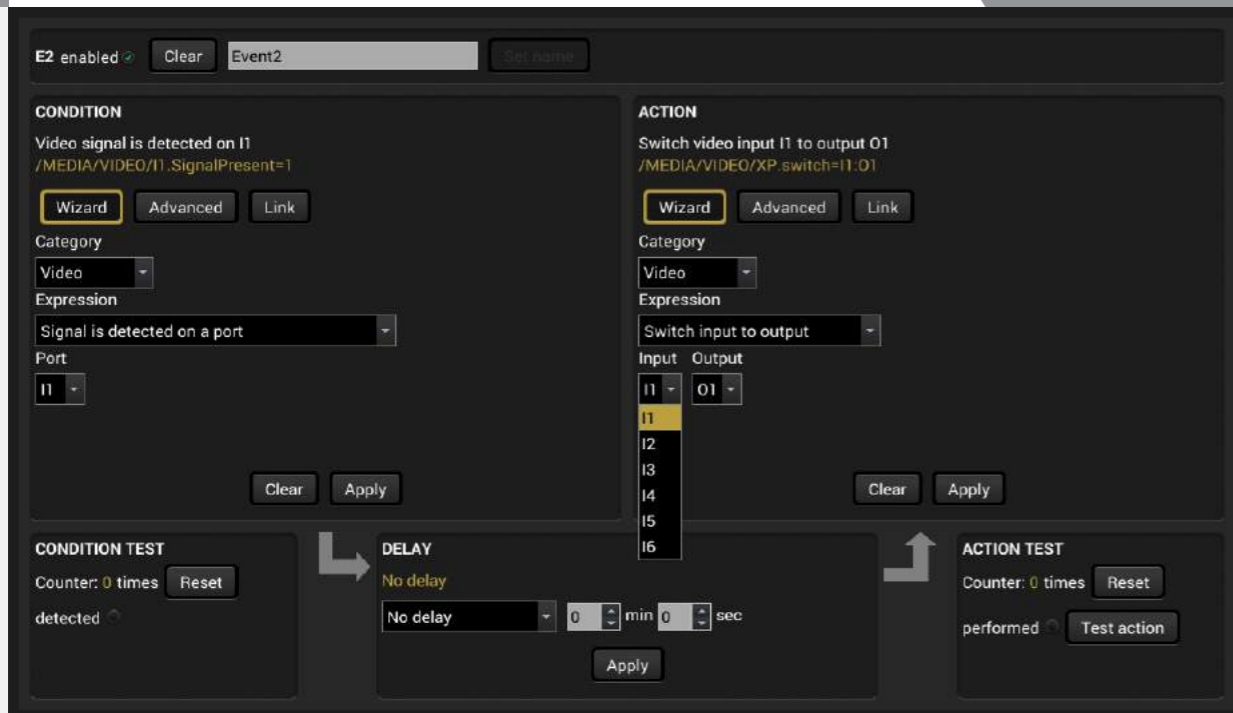 E2 enabled Clear Event2 Set name
CONDITION
Video signal is detected on I1
/MEDIA/VIDEO/I1.SignalPresent=1
Wizard Advanced Link
Category
Video
Expression
Signal is detected on a port
Port
I1
Clear Apply
ACTION
Switch video input I1 to output O1
/MEDIA/VIDEO/XP.switch=I1:O1
Wizard Advanced Link
Category
Video
Expression
Switch input to output
Input Output
I1 O1
I1
I2
I3
I4
I5
I6
Clear Apply
CONDITION TEST
Counter: 0 times Reset
detected
DELAY
No delay
No delay 0 min 0 sec
Apply
ACTION TEST
Counter: 0 times Reset
performed Test action